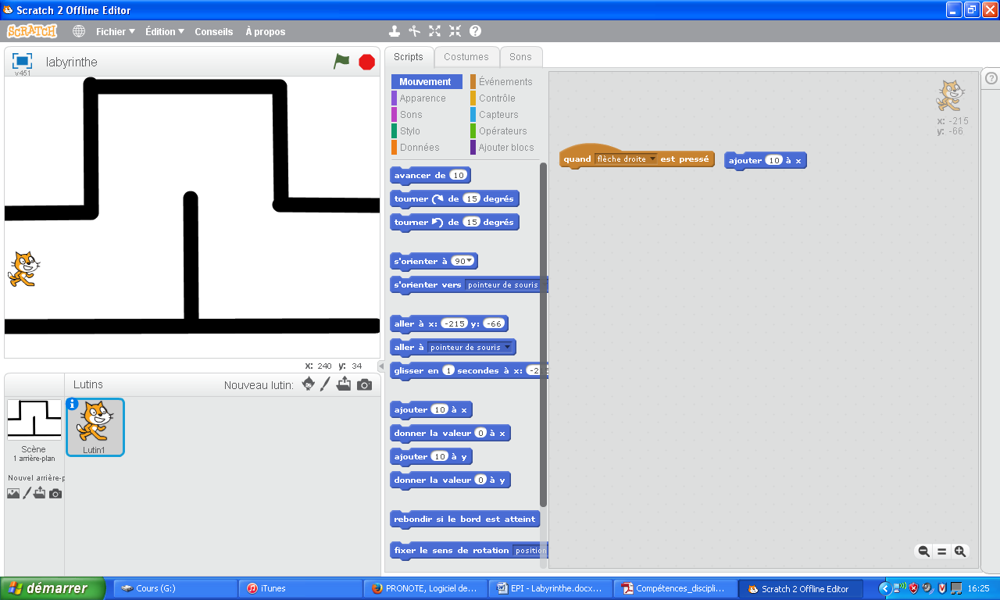 Scratch 2 Offline Editor
SCRATCH
Fichier
Édition
Conseils
À propos
labyrinthe
v451
x: 240 y: 34
Lutins
Nouveau lutin:
Scène
1 arrière-plan
Nouvel arrière-p
Lutin1
Scripts
Costumes
Sons
Mouvement
Événements
Apparence
Contrôle
Sons
Capteurs
Stylo
Opérateurs
Données
Ajouter blocs
avancer de 10
tourner de 15 degrés
tourner de 15 degrés
s'orienter à 90
s'orienter vers pointeur de souris
aller à x: -215 y: -66
aller à pointeur de souris
glisser en 1 secondes à x:
ajouter 10 à x
donner la valeur 0 à x
ajouter 10 à y
donner la valeur 0 à y
rebondir si le bord est atteint
fixer le sens de rotation position
quand flèche droite est pressé
ajouter 10 à x
x: -215
y: -66
démarrer
Cours (G:)
iTunes
PRONOTE, Logiciel de...
EPI - Labyrinthe.docx...
Compétences_discipli...
Scratch 2 Offline Editor
16:25